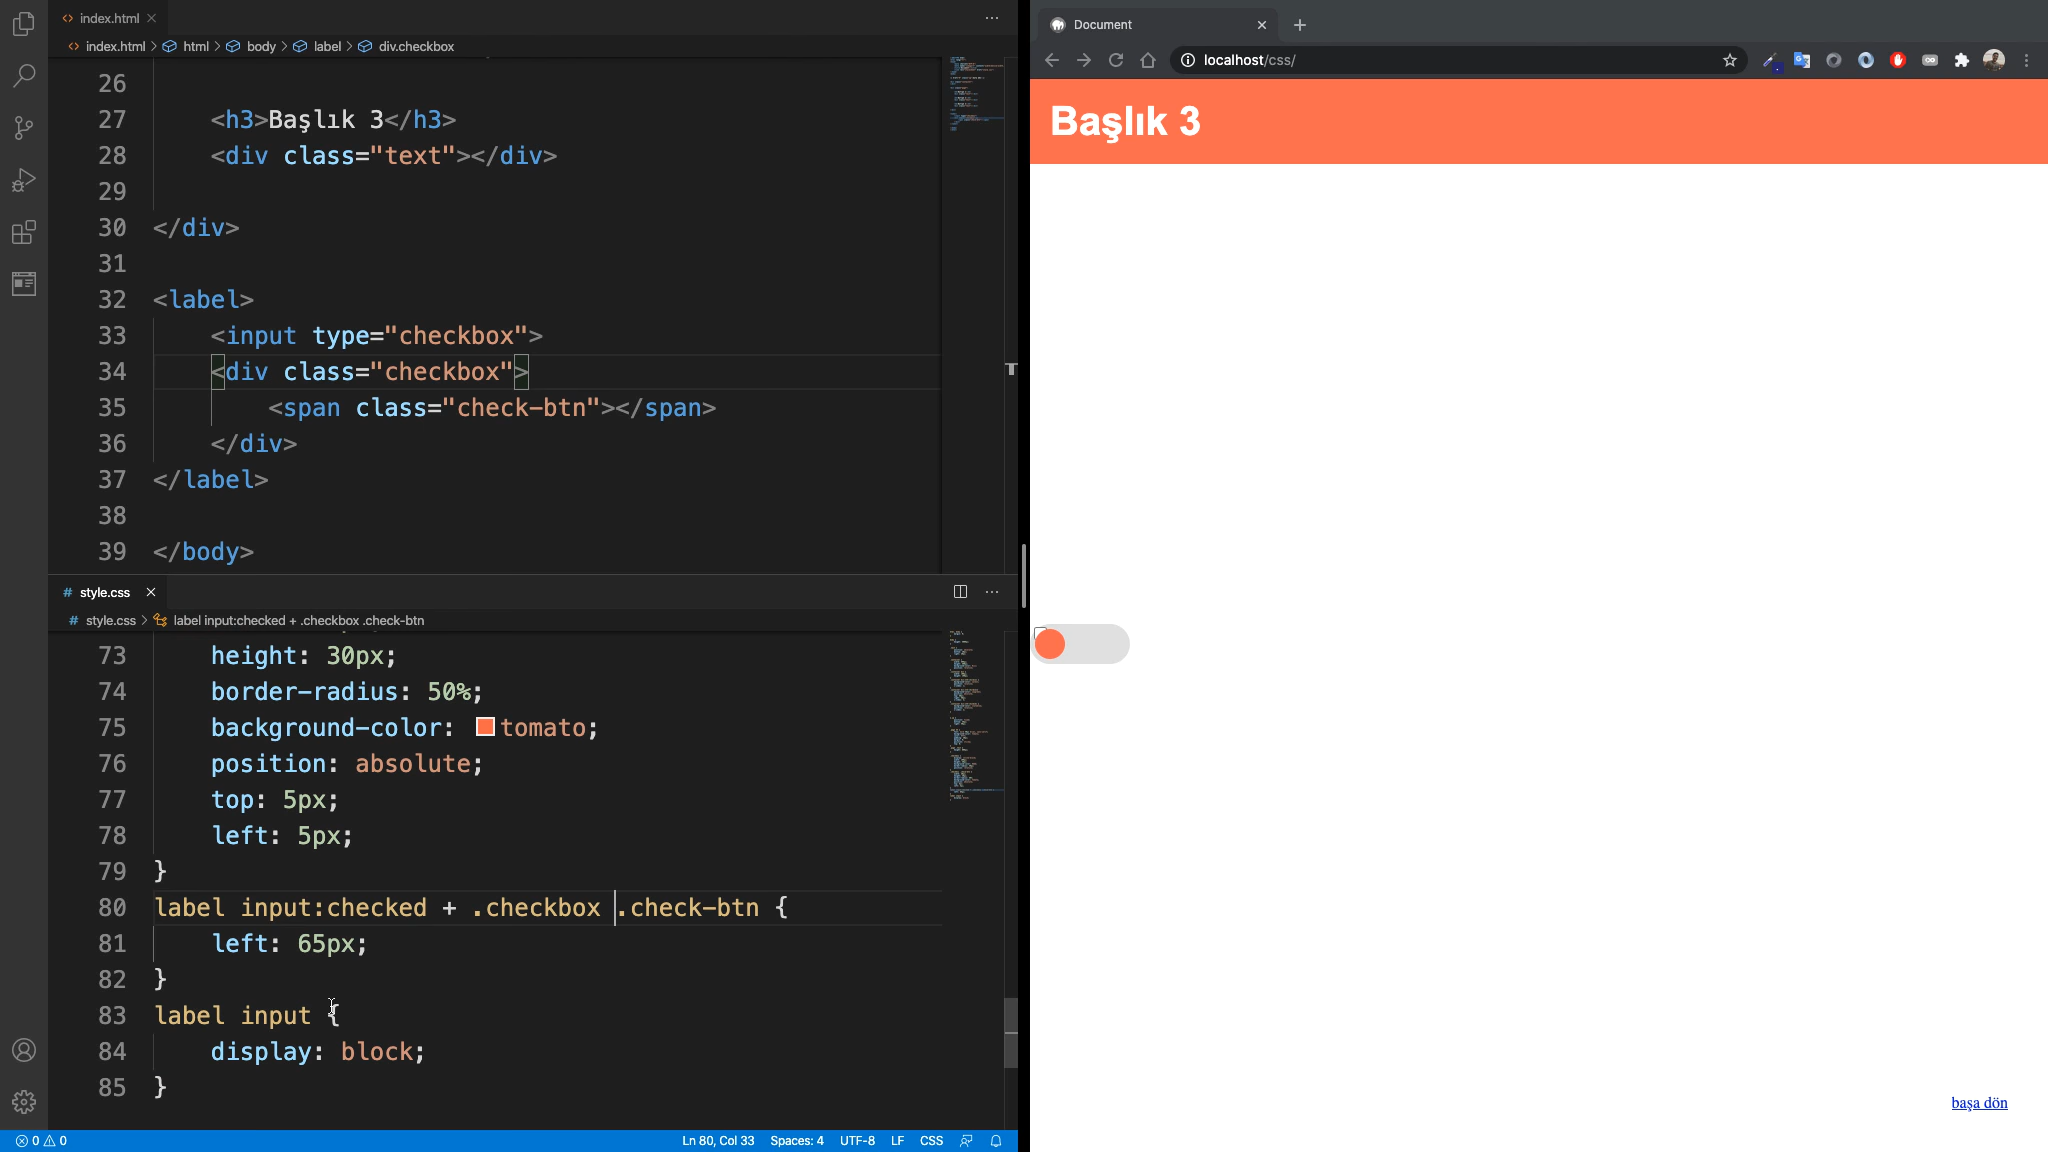 index.html
index.html > html > body > label > div.checkbox
26
27 <h3>Başlık 3</h3>
28 <div class="text"></div>
29
30 </div>
31
32 <label>
33 <input type="checkbox">
34 <div class="checkbox">
35 <span class="check-btn"></span>
36 </div>
37 </label>
38
39 </body>
# style.css
# style.css > label input:checked + .checkbox .check-btn
73 height: 30px;
74 border-radius: 50%;
75 background-color: tomato;
76 position: absolute;
77 top: 5px;
78 left: 5px;
79 }
80 label input:checked + .checkbox .check-btn {
81 left: 65px;
82 }
83 label input {
84 display: block;
85 }
0 0 Ln 80, Col 33 Spaces: 4 UTF-8 LF CSS
Document
localhost/css/
Başlık 3
başa dön